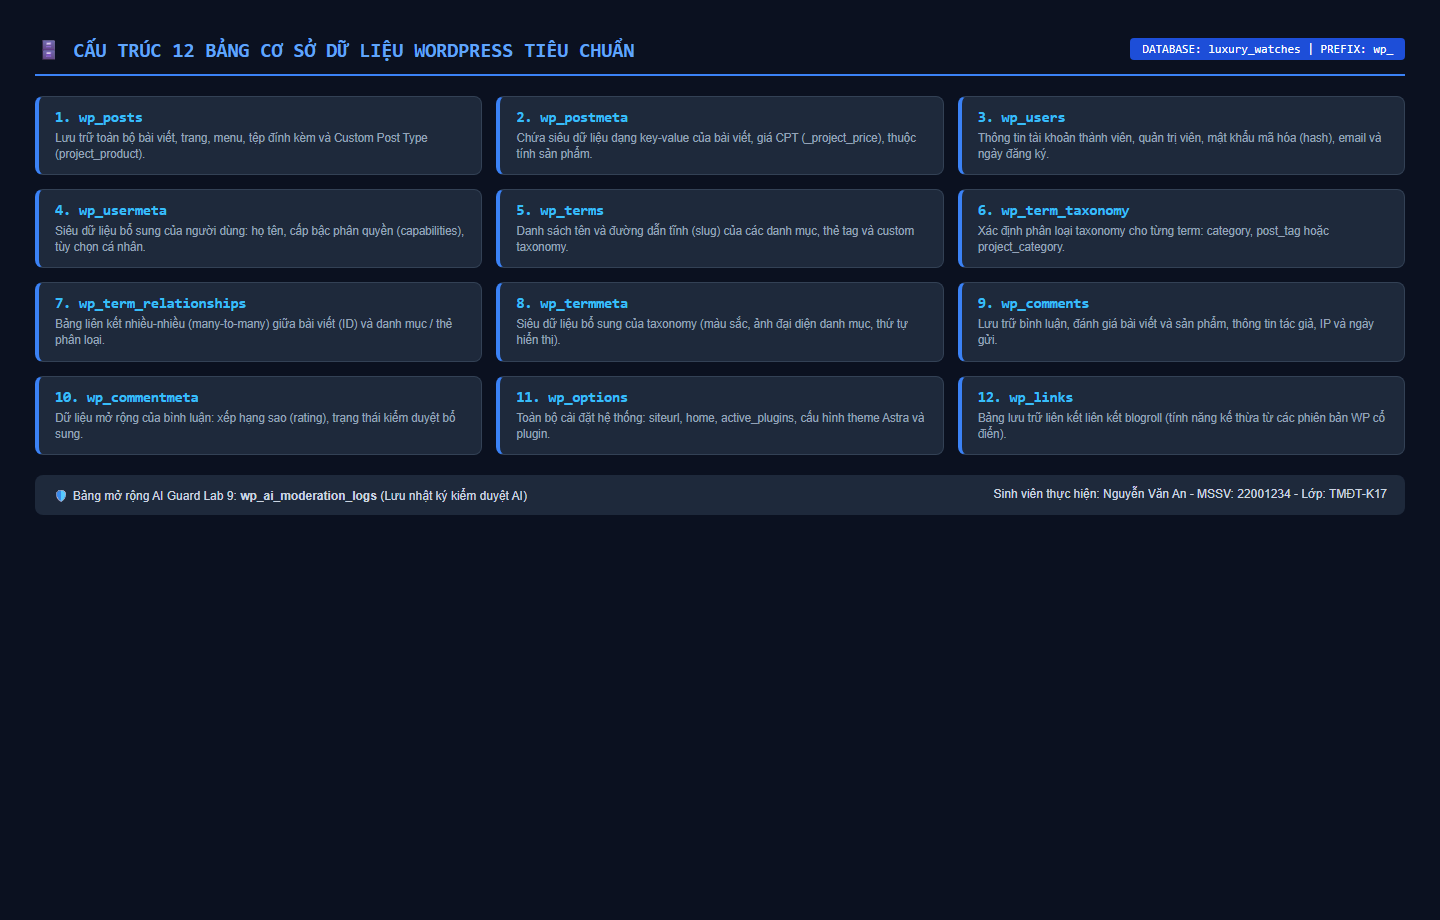 CẤU TRÚC 12 BẢNG CƠ SỞ DỮ LIỆU WORDPRESS TIÊU CHUẨN
DATABASE: luxury_watches | PREFIX: wp_
1. wp_posts
Lưu trữ toàn bộ bài viết, trang, menu, tệp đính kèm và Custom Post Type
(project_product).
2. wp_postmeta
Chứa siêu dữ liệu dạng key-value của bài viết, giá CPT (_project_price), thuộc
tính sản phẩm.
3. wp_users
Thông tin tài khoản thành viên, quản trị viên, mật khẩu mã hóa (hash), email và
ngày đăng ký.
4. wp_usermeta
Siêu dữ liệu bổ sung của người dùng: họ tên, cấp bậc phân quyền (capabilities),
tùy chọn cá nhân.
5. wp_terms
Danh sách tên và đường dẫn tĩnh (slug) của các danh mục, thẻ tag và custom
taxonomy.
6. wp_term_taxonomy
Xác định phân loại taxonomy cho từng term: category, post_tag hoặc
project_category.
7. wp_term_relationships
Bảng liên kết nhiều-nhiều (many-to-many) giữa bài viết (ID) và danh mục / thẻ
phân loại.
8. wp_termmeta
Siêu dữ liệu bổ sung của taxonomy (màu sắc, ảnh đại diện danh mục, thứ tự
hiển thị).
9. wp_comments
Lưu trữ bình luận, đánh giá bài viết và sản phẩm, thông tin tác giả, IP và ngày
gửi.
10. wp_commentmeta
Dữ liệu mở rộng của bình luận: xếp hạng sao (rating), trạng thái kiểm duyệt bổ
sung.
11. wp_options
Toàn bộ cài đặt hệ thống: siteurl, home, active_plugins, cấu hình theme Astra và
plugin.
12. wp_links
Bảng lưu trữ liên kết liên kết blogroll (tính năng kế thừa từ các phiên bản WP cổ
điển).
Bảng mở rộng AI Guard Lab 9: wp_ai_moderation_logs (Lưu nhật ký kiểm duyệt AI)
Sinh viên thực hiện: Nguyễn Văn An - MSSV: 22001234 - Lớp: TMĐT-K17